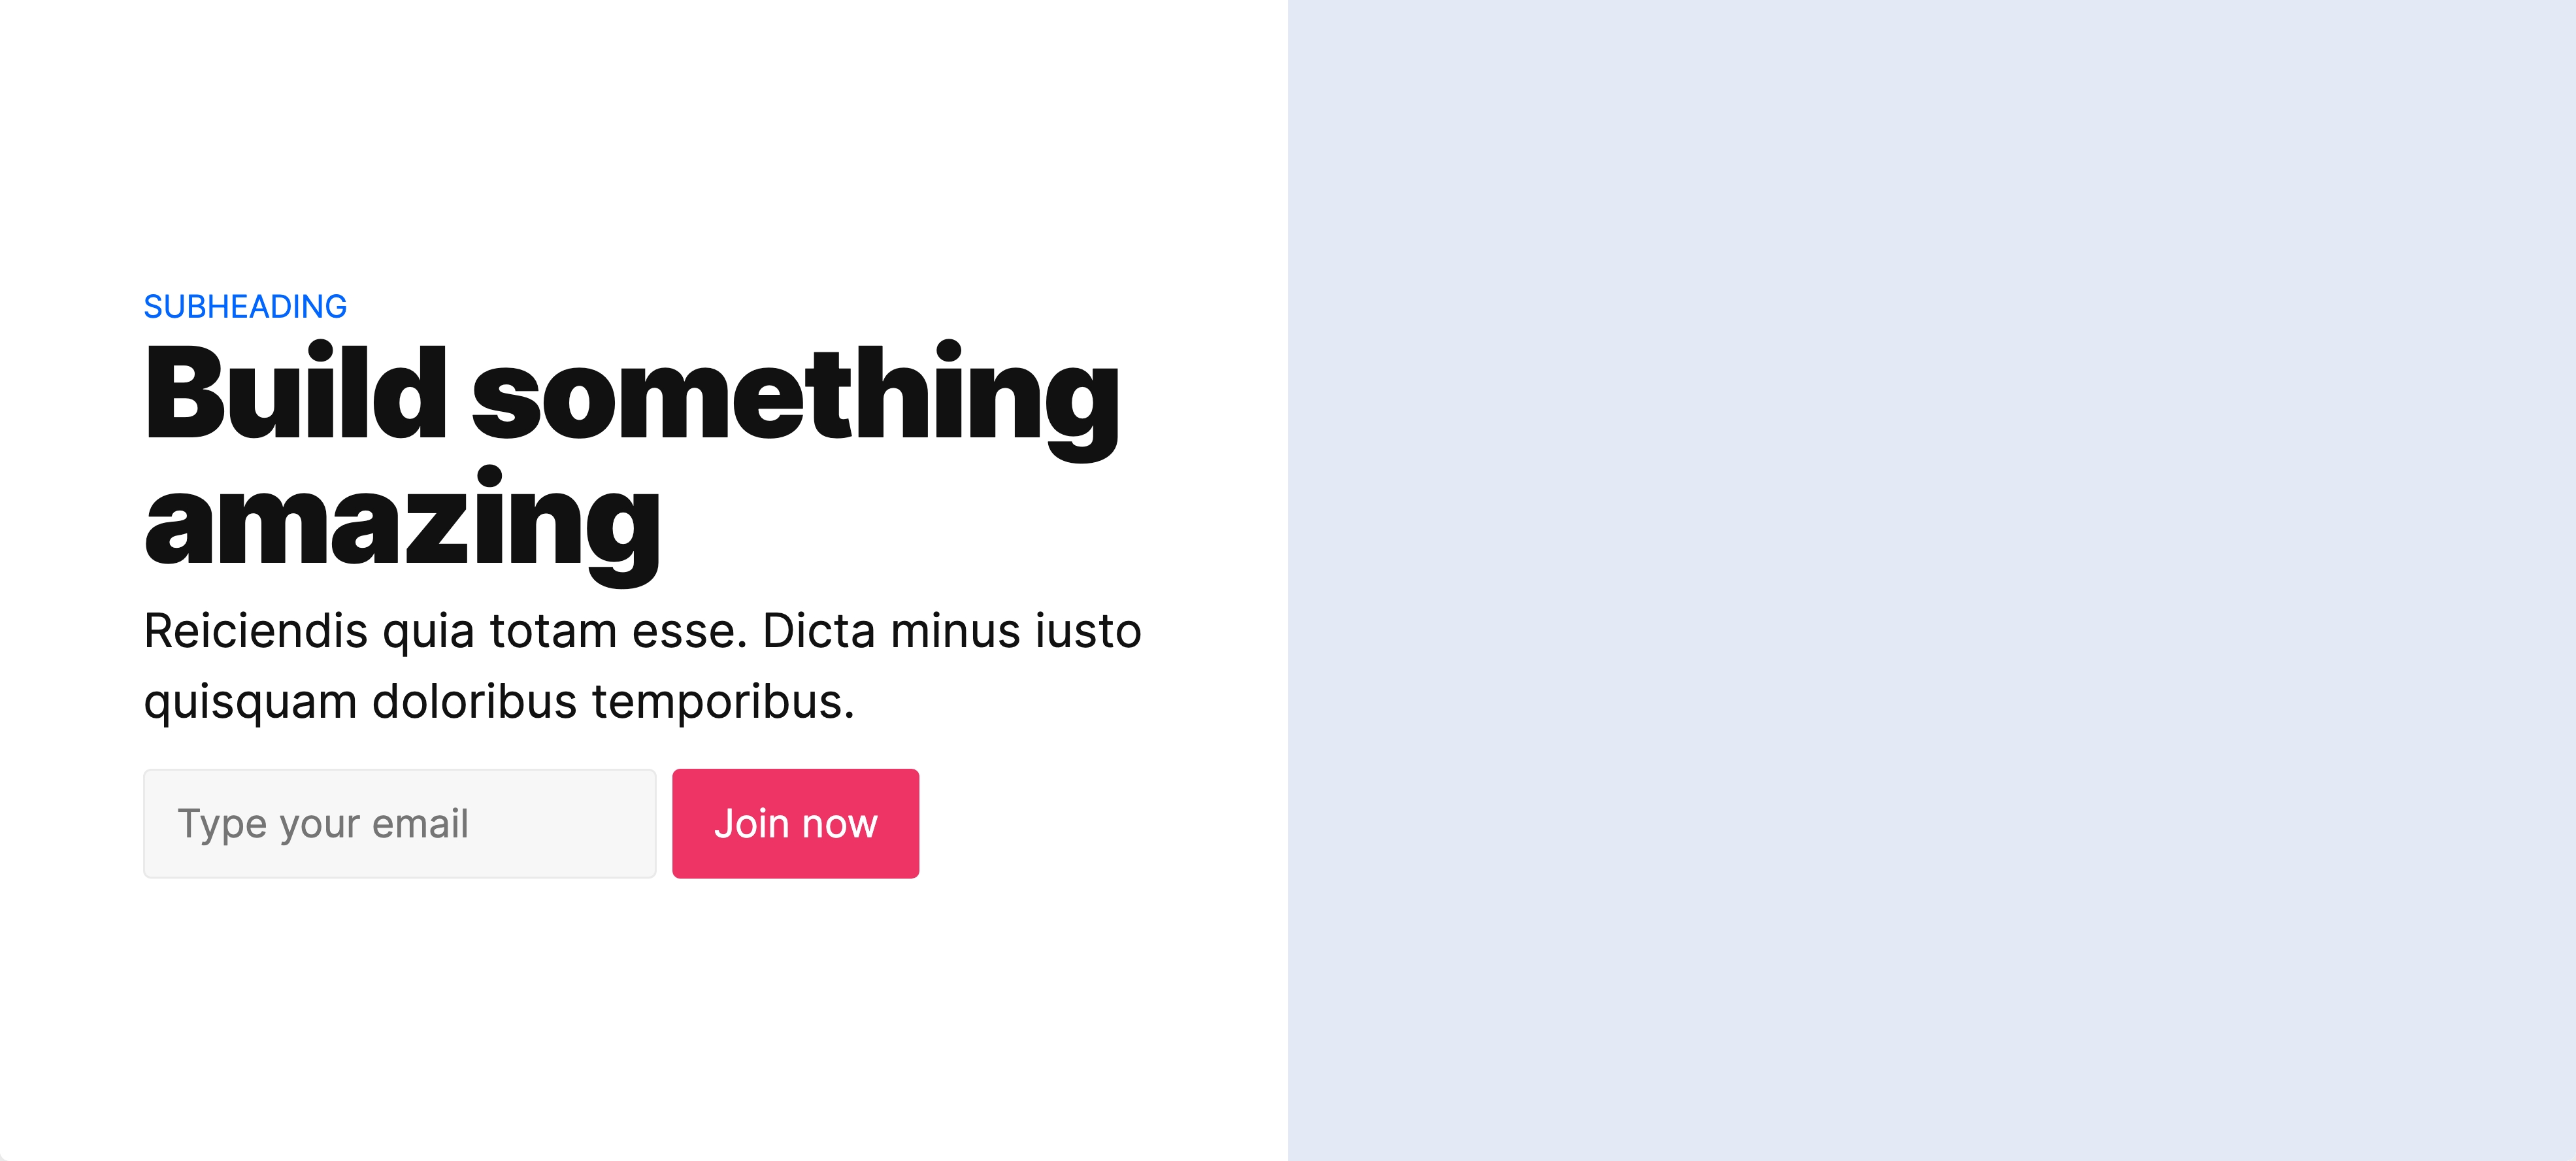 SUBHEADING
Build something
amazing
Reiciendis quia totam esse. Dicta minus iusto
quisquam doloribus temporibus.
Type your email
Join now